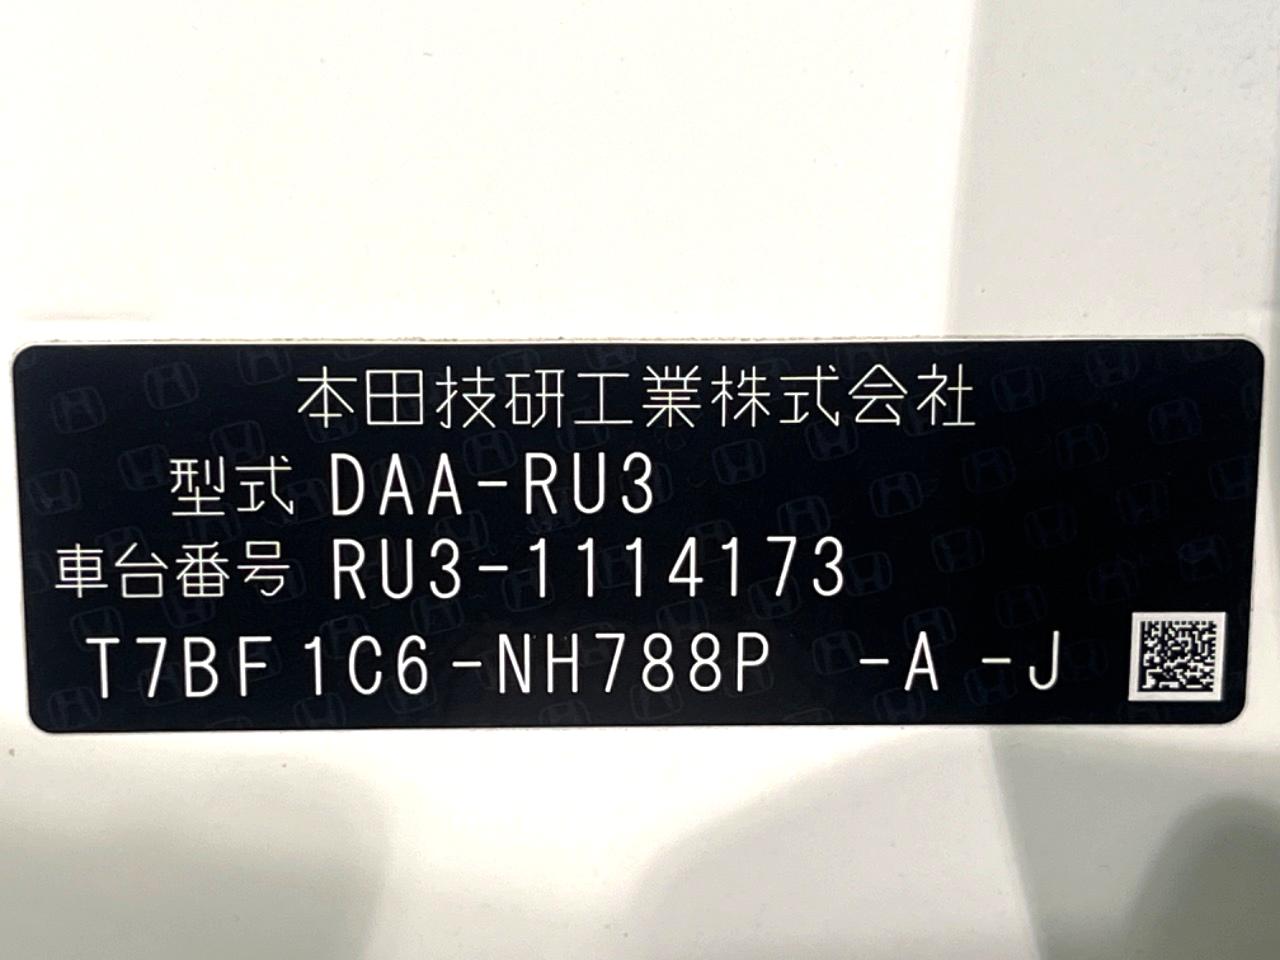 本田技研工業株式会社
型式 DAA-RU3
車台番号 RU3-1114173
T7BF1C6-NH788P -A -J